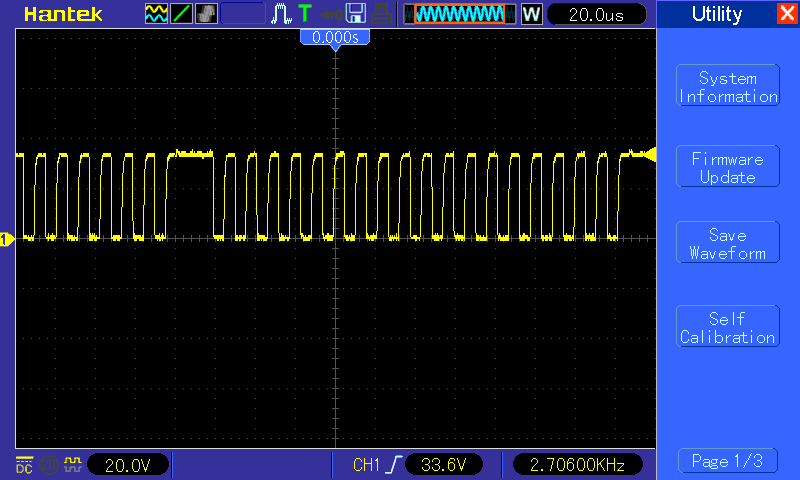 Hantek
T
W
20.0us
Utility
0.000s
System
Information
Firmware
Update
Save
Waveform
Self
Calibration
1
DC
20.0V
CH1
33.6V
2.70600KHz
Page 1/3